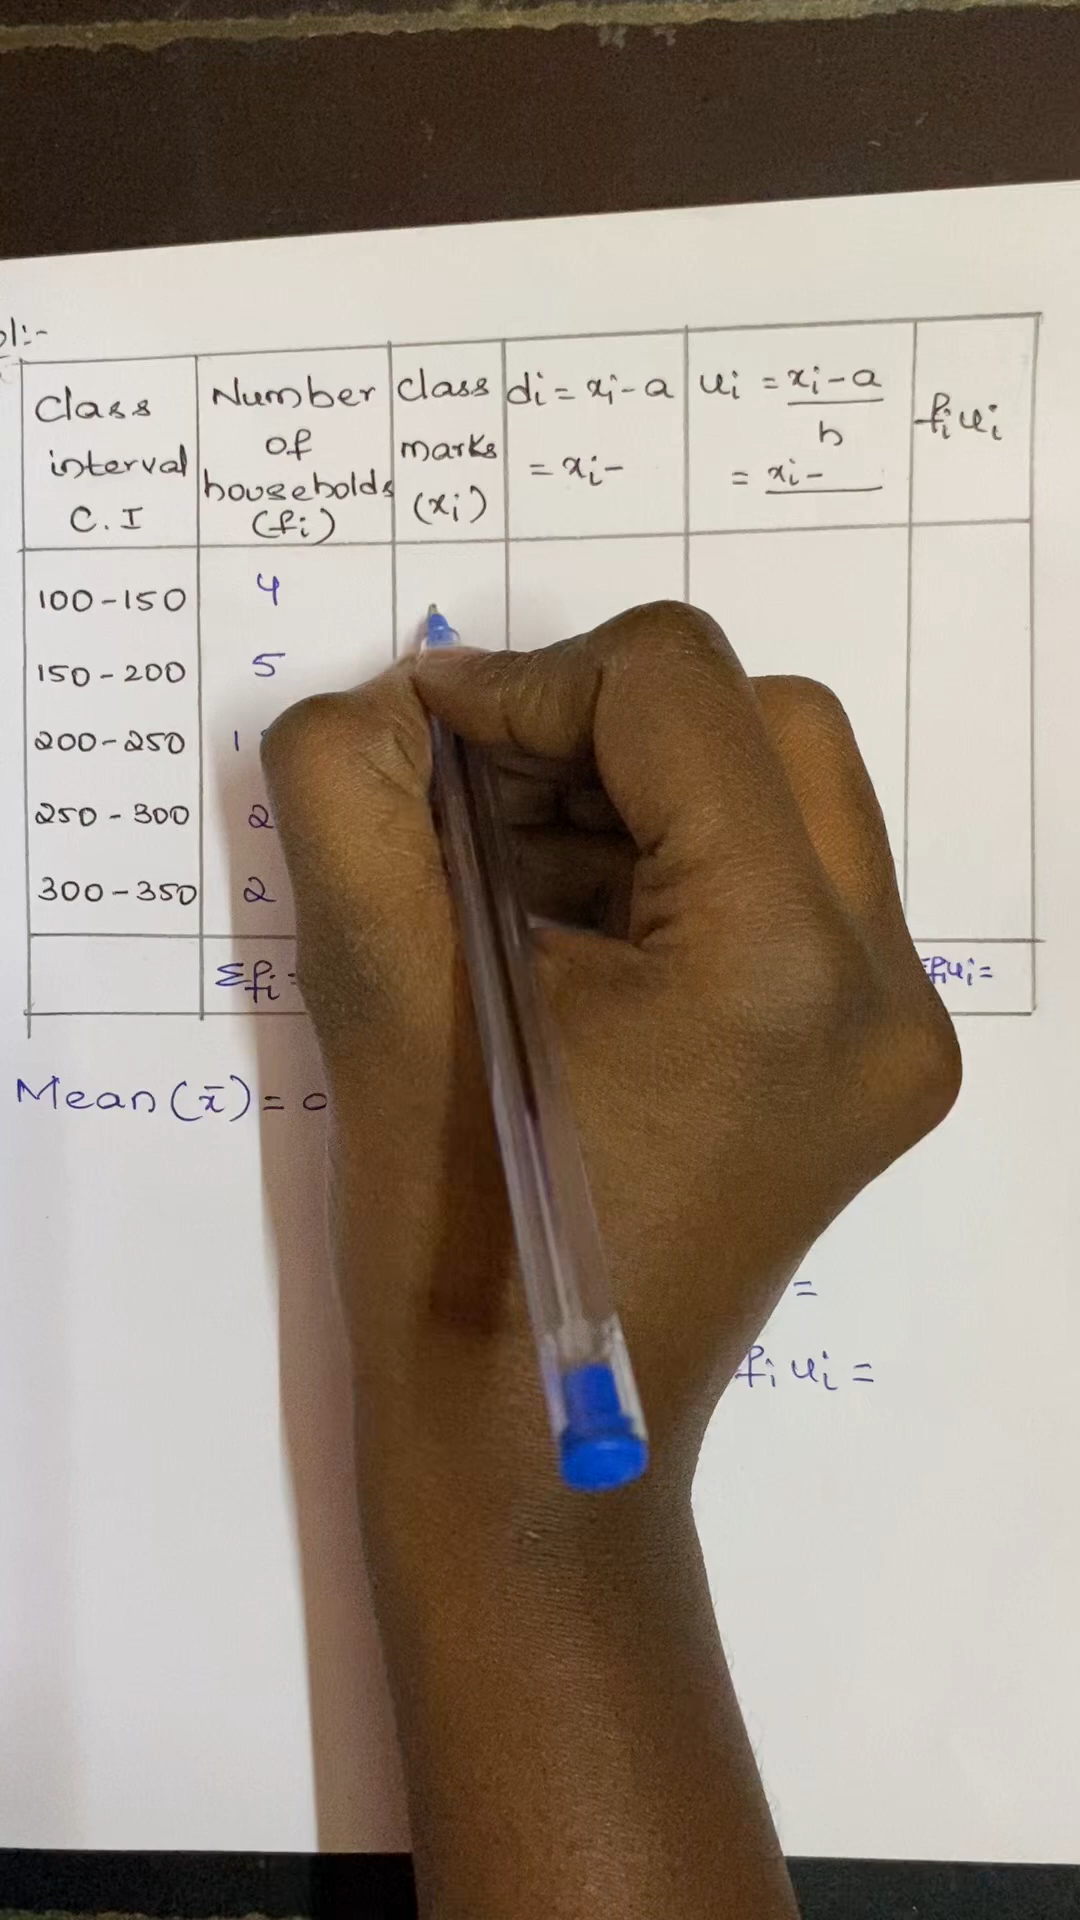 ol:-
Class interval C.I
Number of households (fi)
Class marks (xi)
di = xi - a
= xi -
ui = xi - a / h
= xi -
fiui
100-150 4
150-200 5
200-250 1
250-300 2
300-350 2
Σfi = Σfiui =
Mean (x̄) =
=
fiui =